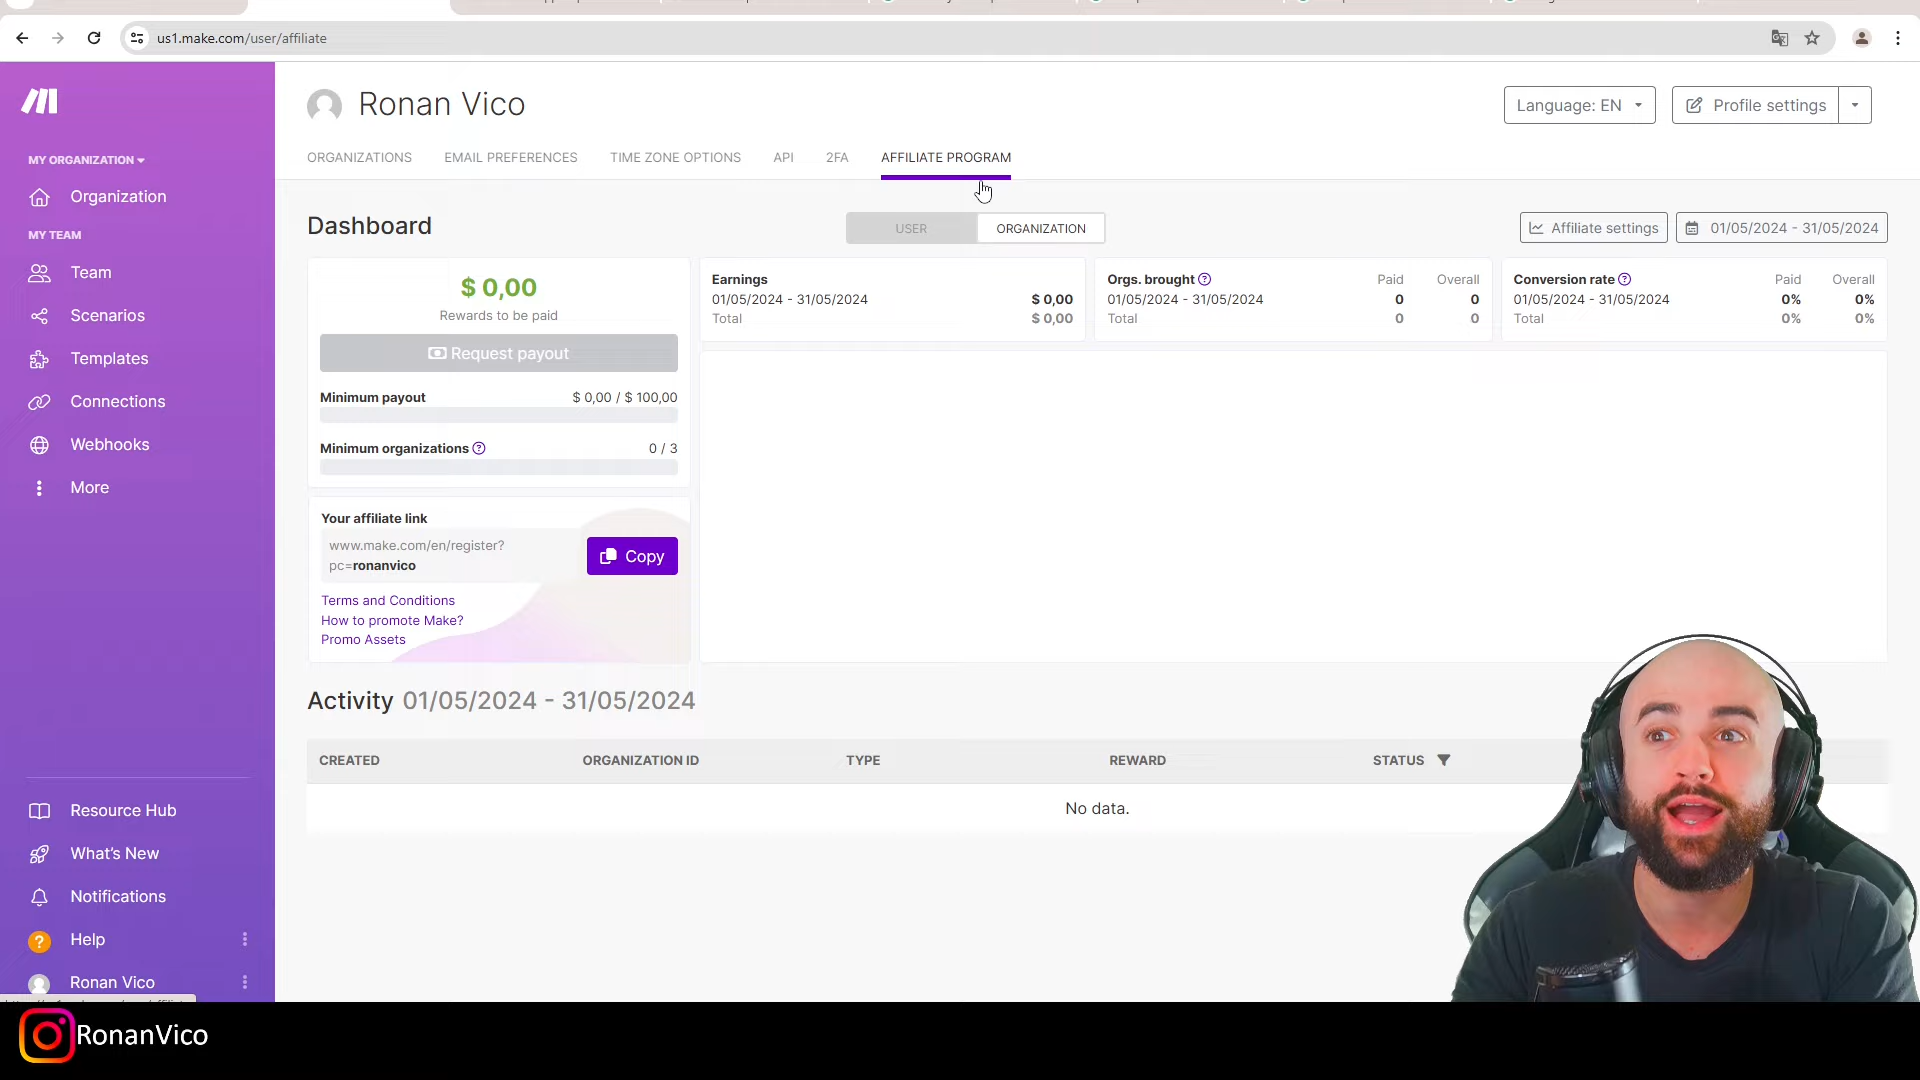 us1.make.com/user/affiliate
Ronan Vico
Language: EN
Profile settings
MY ORGANIZATION
Organization
MY TEAM
Team
Scenarios
Templates
Connections
Webhooks
More
ORGANIZATIONS
EMAIL PREFERENCES
TIME ZONE OPTIONS
API
2FA
AFFILIATE PROGRAM
Dashboard
USER
ORGANIZATION
Affiliate settings
01/05/2024 - 31/05/2024
$ 0,00
Rewards to be paid
Request payout
Minimum payout $ 0,00 / $ 100,00
Minimum organizations 0 / 3
Earnings
01/05/2024 - 31/05/2024 $ 0,00
Total $ 0,00
Orgs. brought Paid Overall
01/05/2024 - 31/05/2024 0 0
Total 0 0
Conversion rate Paid Overall
01/05/2024 - 31/05/2024 0% 0%
Total 0% 0%
Your affiliate link
www.make.com/en/register?
pc=ronanvico
Copy
Terms and Conditions
How to promote Make?
Promo Assets
Activity 01/05/2024 - 31/05/2024
CREATED ORGANIZATION ID TYPE REWARD STATUS
No data.
Resource Hub
What's New
Notifications
? Help
Ronan Vico
RonanVico